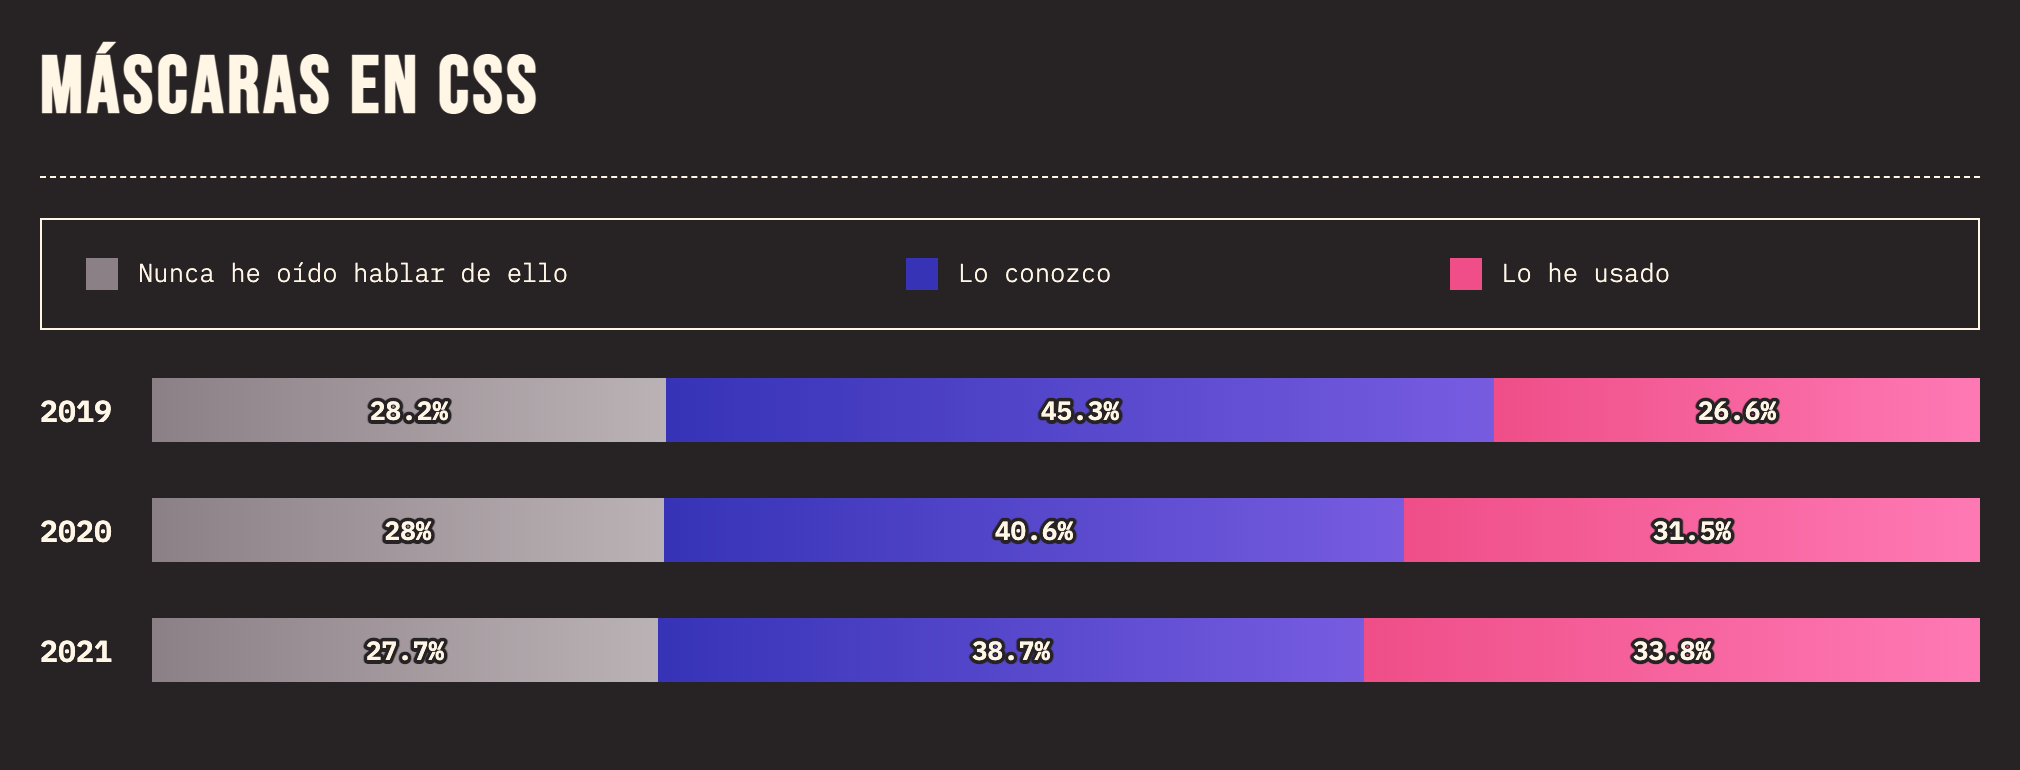 MÁSCARAS EN CSS
Nunca he oído hablar de ello Lo conozco Lo he usado
2019 28.2% 45.3% 26.6%
2020 28% 40.6% 31.5%
2021 27.7% 38.7% 33.8%